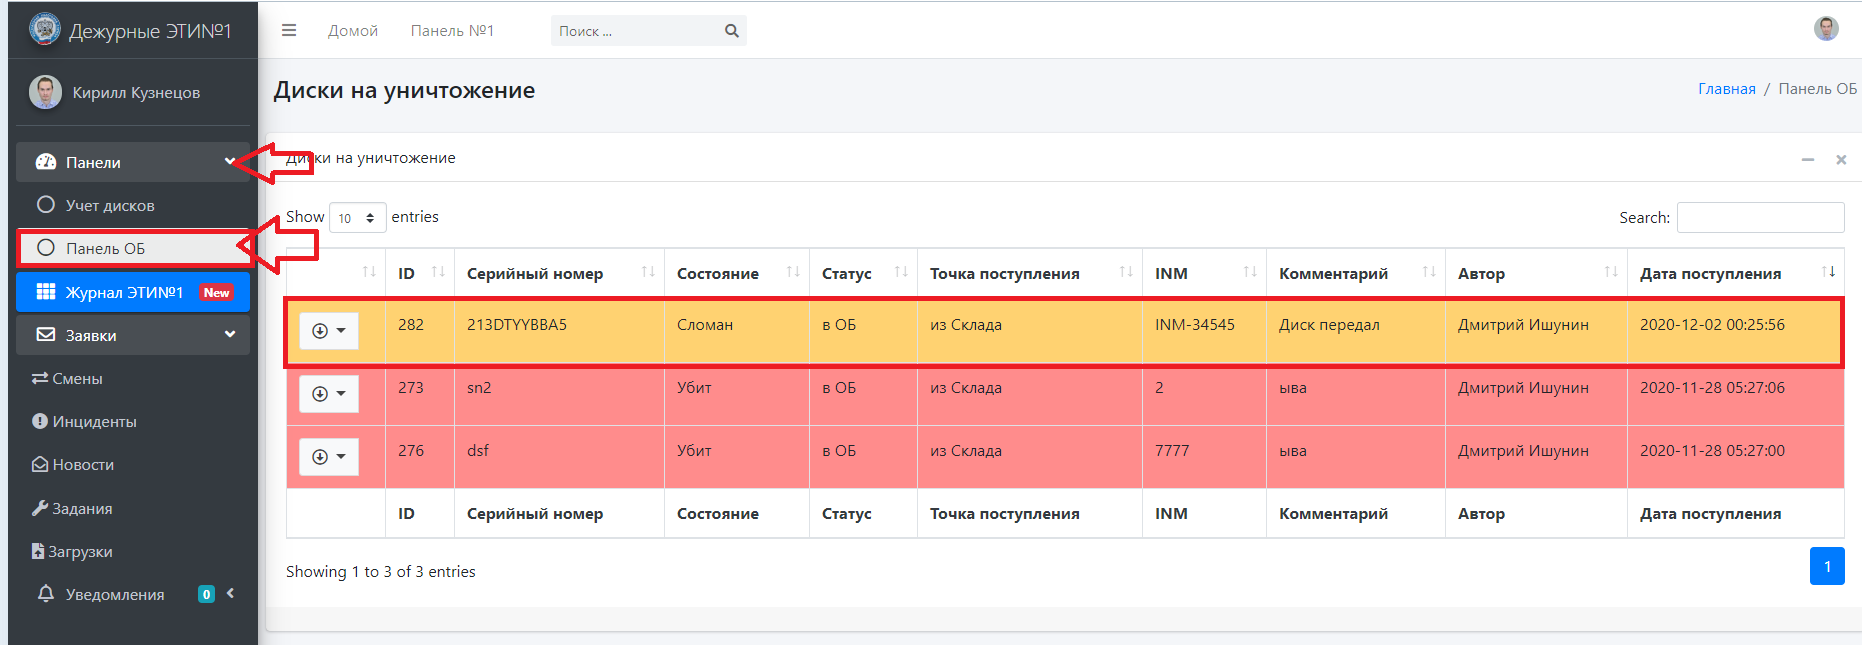 Дежурные ЭТИ№1
Домой
Панель №1
Поиск ...
Кирилл Кузнецов
Диски на уничтожение
Главная / Панель ОБ
Панели
Учет дисков
Панель ОБ
Журнал ЭТИ№1 New
Заявки
Смены
Инциденты
Новости
Задания
Загрузки
Уведомления 0
Диски на уничтожение
Show 10 entries
Search:
ID Серийный номер Состояние Статус Точка поступления INM Комментарий Автор Дата поступления
282 213DTYYBBA5 Сломан в ОБ из Склада INM-34545 Диск передал Дмитрий Ишунин 2020-12-02 00:25:56
273 sn2 Убит в ОБ из Склада 2 ыва Дмитрий Ишунин 2020-11-28 05:27:06
276 dsf Убит в ОБ из Склада 7777 ыва Дмитрий Ишунин 2020-11-28 05:27:00
ID Серийный номер Состояние Статус Точка поступления INM Комментарий Автор Дата поступления
Showing 1 to 3 of 3 entries
1